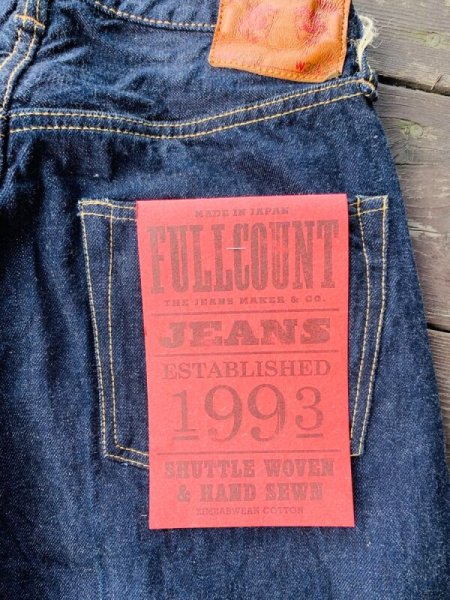 MADE IN JAPAN
FULLCOUNT
THE JEANS MAKER & CO.
JEANS
ESTABLISHED
1993
SHUTTLE WOVEN
& HAND SEWN
ZIMBABWEAN COTTON